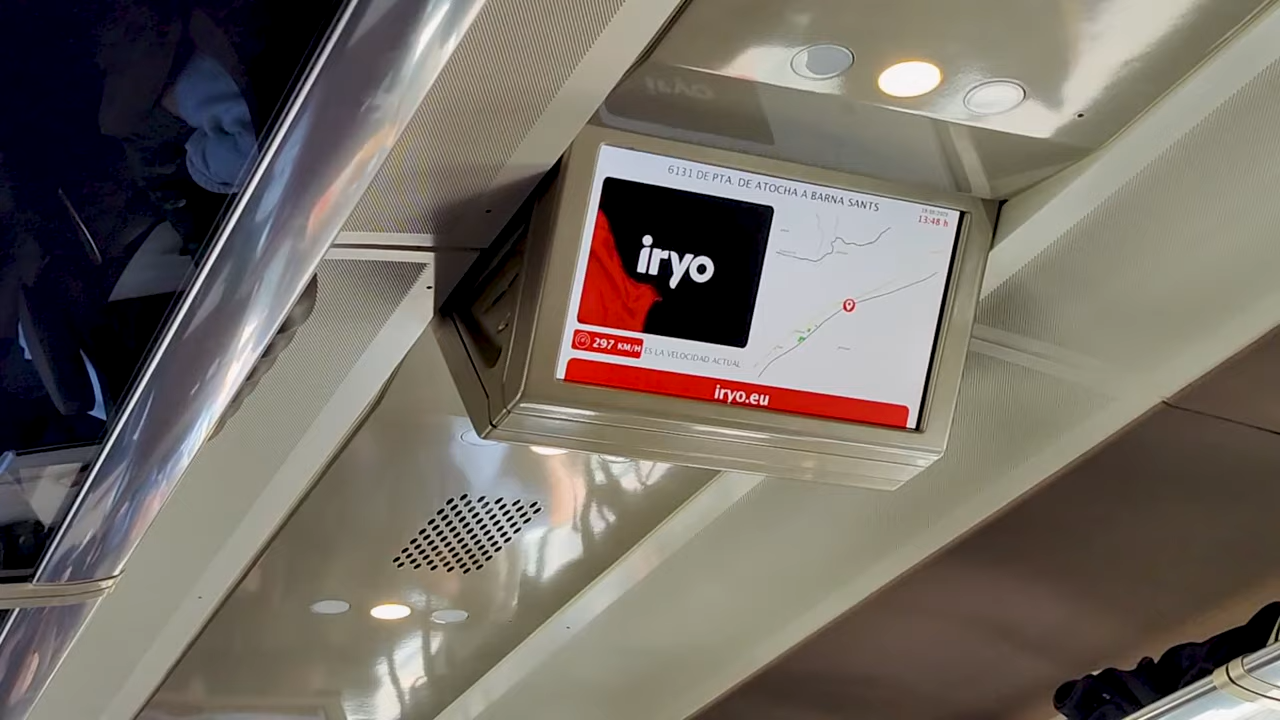 6131 DE PTA. DE ATOCHA A BARNA SANTS
13:48 h
iryo
297 KM/H ES LA VELOCIDAD ACTUAL
iryo.eu